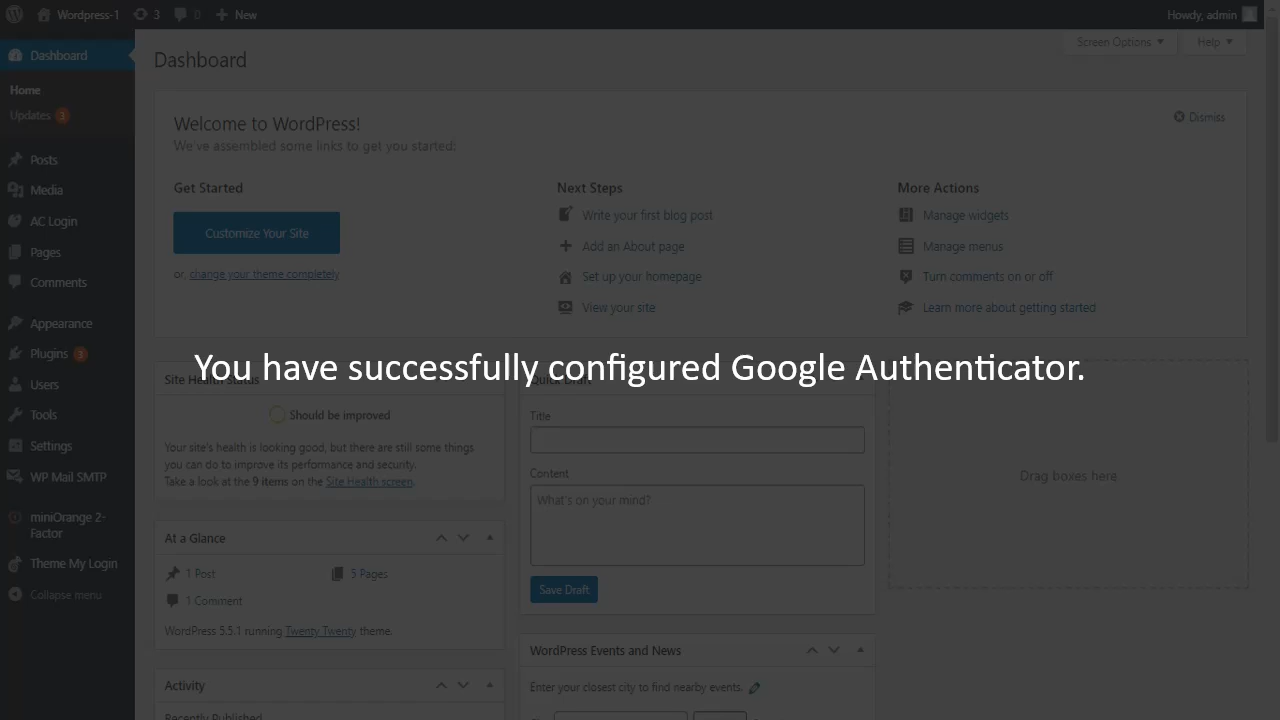 Wordpress-1 3 0 New Howdy, admin
Dashboard
Home
Updates 3
Posts
Media
AC Login
Pages
Comments
Appearance
Plugins 3
Users
Tools
Settings
WP Mail SMTP
miniOrange 2-
Factor
Theme My Login
Collapse menu
Screen Options Help
Dashboard
Welcome to WordPress!
We've assembled some links to get you started:
Dismiss
Get Started
Customize Your Site
or, change your theme completely
Next Steps
Write your first blog post
Add an About page
Set up your homepage
View your site
More Actions
Manage widgets
Manage menus
Turn comments on or off
Learn more about getting started
You have successfully configured Google Authenticator.
Site Health Status
Should be improved
Your site's health is looking good, but there are still some things
you can do to improve its performance and security.
Take a look at the 9 items on the Site Health screen.
At a Glance
1 Post 3 Pages
1 Comment
WordPress 5.5.1 running Twenty Twenty theme.
Activity
Recently Published
Quick Draft
Title
Content
What's on your mind?
Save Draft
WordPress Events and News
Enter your closest city to find nearby events.
Drag boxes here